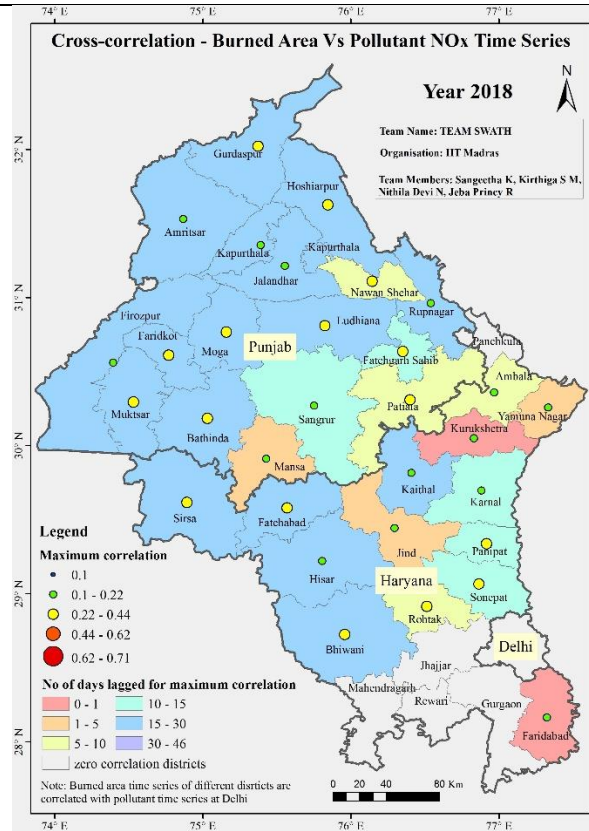 74° E 75° E 76° E 77° E
Cross-correlation - Burned Area Vs Pollutant NOx Time Series
Year 2018
N
Team Name: TEAM SWATH
Organisation: IIT Madras
Team Members: Sangeetha K, Kirthiga S M,
Nithila Devi N, Jeba Princy R
32° N
Gurdaspur
Hoshiarpur
Amritsar
Kapurthala
Kapurthala
Jalandhar
Nawan Shehar
31° N
Rupnagar
Firozpur
Ludhiana
Faridkot
Moga
Punjab
Fatehgarh Sahib
Panchkula
Ambala
Muktsar
Patiala
Yamuna Nagar
Sangrur
Bathinda
Kurukshetra
30° N
Mansa
Kaithal
Karnal
Sirsa
Fatehabad
Jind
Panipat
Hisar
Haryana
Sonepat
29° N
Rohtak
Bhiwani
Delhi
Jhajjar
Mahendragarh
Rewari
Gurgaon
Faridabad
28° N
Legend
Maximum correlation
0.1
0.1 - 0.22
0.22 - 0.44
0.44 - 0.62
0.62 - 0.71
No of days lagged for maximum correlation
0 - 1 10 - 15
1 - 5 15 - 30
5 - 10 30 - 46
zero correlation districts
Note: Burned area time series of different disrticts are
correlated with pollutant time series at Delhi
0 20 40 60 80 Km
74° E 75° E 76° E 77° E